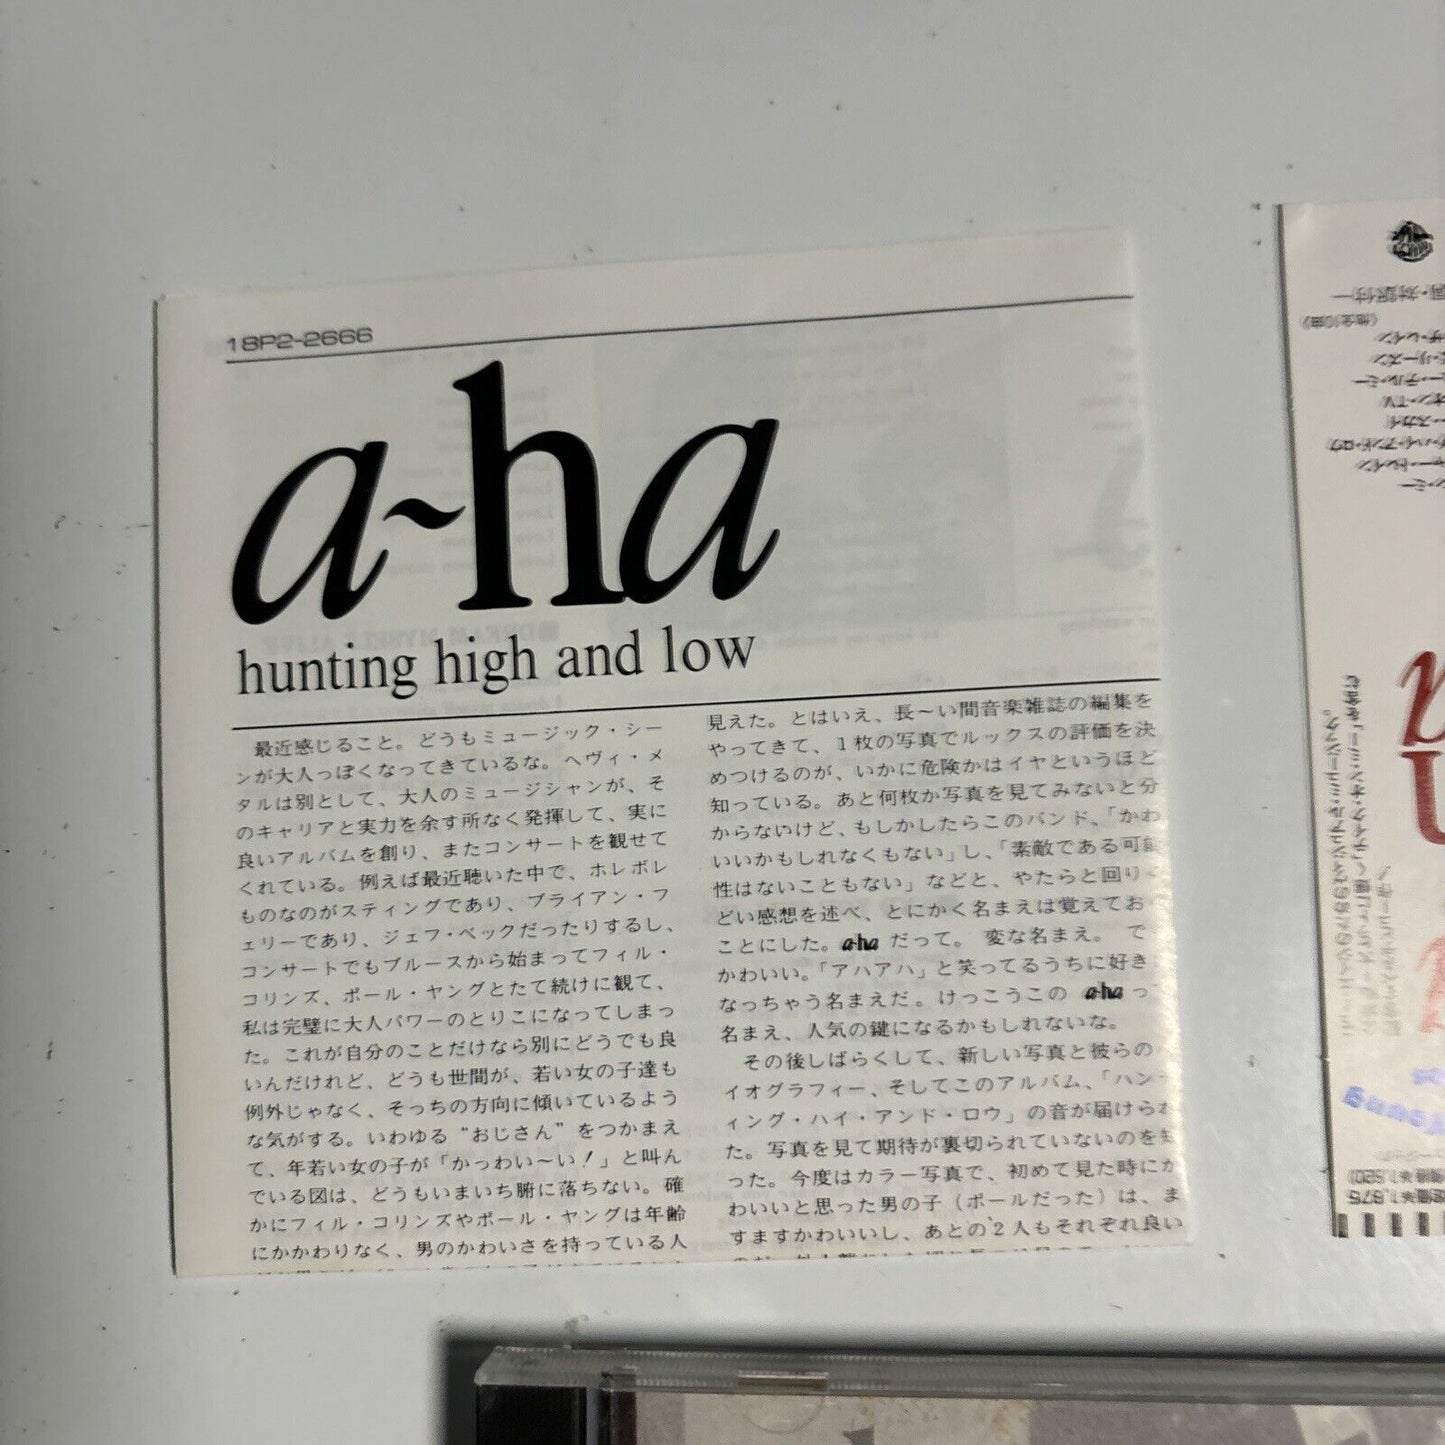 18P2-2666
a-ha
hunting high and low
最近感じること。どうもミュージック・シー
ンが大人っぽくなってきているな。ヘヴィ・メ
タルは別として、大人のミュージシャンが、そ
のキャリアと実力を余す所なく発揮して、実に
良いアルバムを創り、またコンサートを観せて
くれている。例えば最近聴いた中で、ホレボレ
ものなのがスティングであり、ブライアン・フ
ェリーであり、ジェフ・ベックだったりするし、
コンサートでもブルースから始まってフィル・
コリンズ、ポール・ヤングとたて続けに観て、
私は完璧に大人パワーのとりこになってしまっ
た。これが自分のことだけなら別にどうでも良
いんだけれど、どうも世間が、若い女の子達も
例外じゃなく、そっちの方向に傾いているよう
な気がする。いわゆる“おじさん”をつかまえ
て、年若い女の子が「かっわい〜い！」と叫ん
でいる図は、どうもいまいち腑に落ちない。確
かにフィル・コリンズやポール・ヤングは年齢
にかかわりなく、男のかわいさを持っている人
見えた。とはいえ、長〜い間音楽雑誌の編集を
やってきて、1枚の写真でルックスの評価を決
めつけるのが、いかに危険かはイヤというほど
知っている。あと何枚か写真を見てみないと分
からないけど、もしかしたらこのバンド、「かわ
いいかもしれなくもない」し、「素敵である可能
性はないこともない」などと、やたらと回り
どい感想を述べ、とにかく名まえは覚えてお
ことにした。a-ha だって。変な名まえ。で
かわいい。「アハアハ」と笑ってるうちに好き
なっちゃう名まえだ。けっこうこの a-ha っ
名まえ、人気の鍵になるかもしれないな。
その後しばらくして、新しい写真と彼らの
イオグラフィー、そしてこのアルバム、「ハン
ィング・ハイ・アンド・ロウ」の音が届けられ
た。写真を見て期待が裏切られていないのを知
った。今度はカラー写真で、初めて見た時にか
わいいと思った男の子（ポールだった）は、ま
すますかわいいし、あとの2人もそれぞれ良い